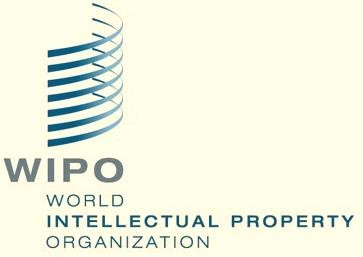 WIPO
WORLD
INTELLECTUAL PROPERTY
ORGANIZATION